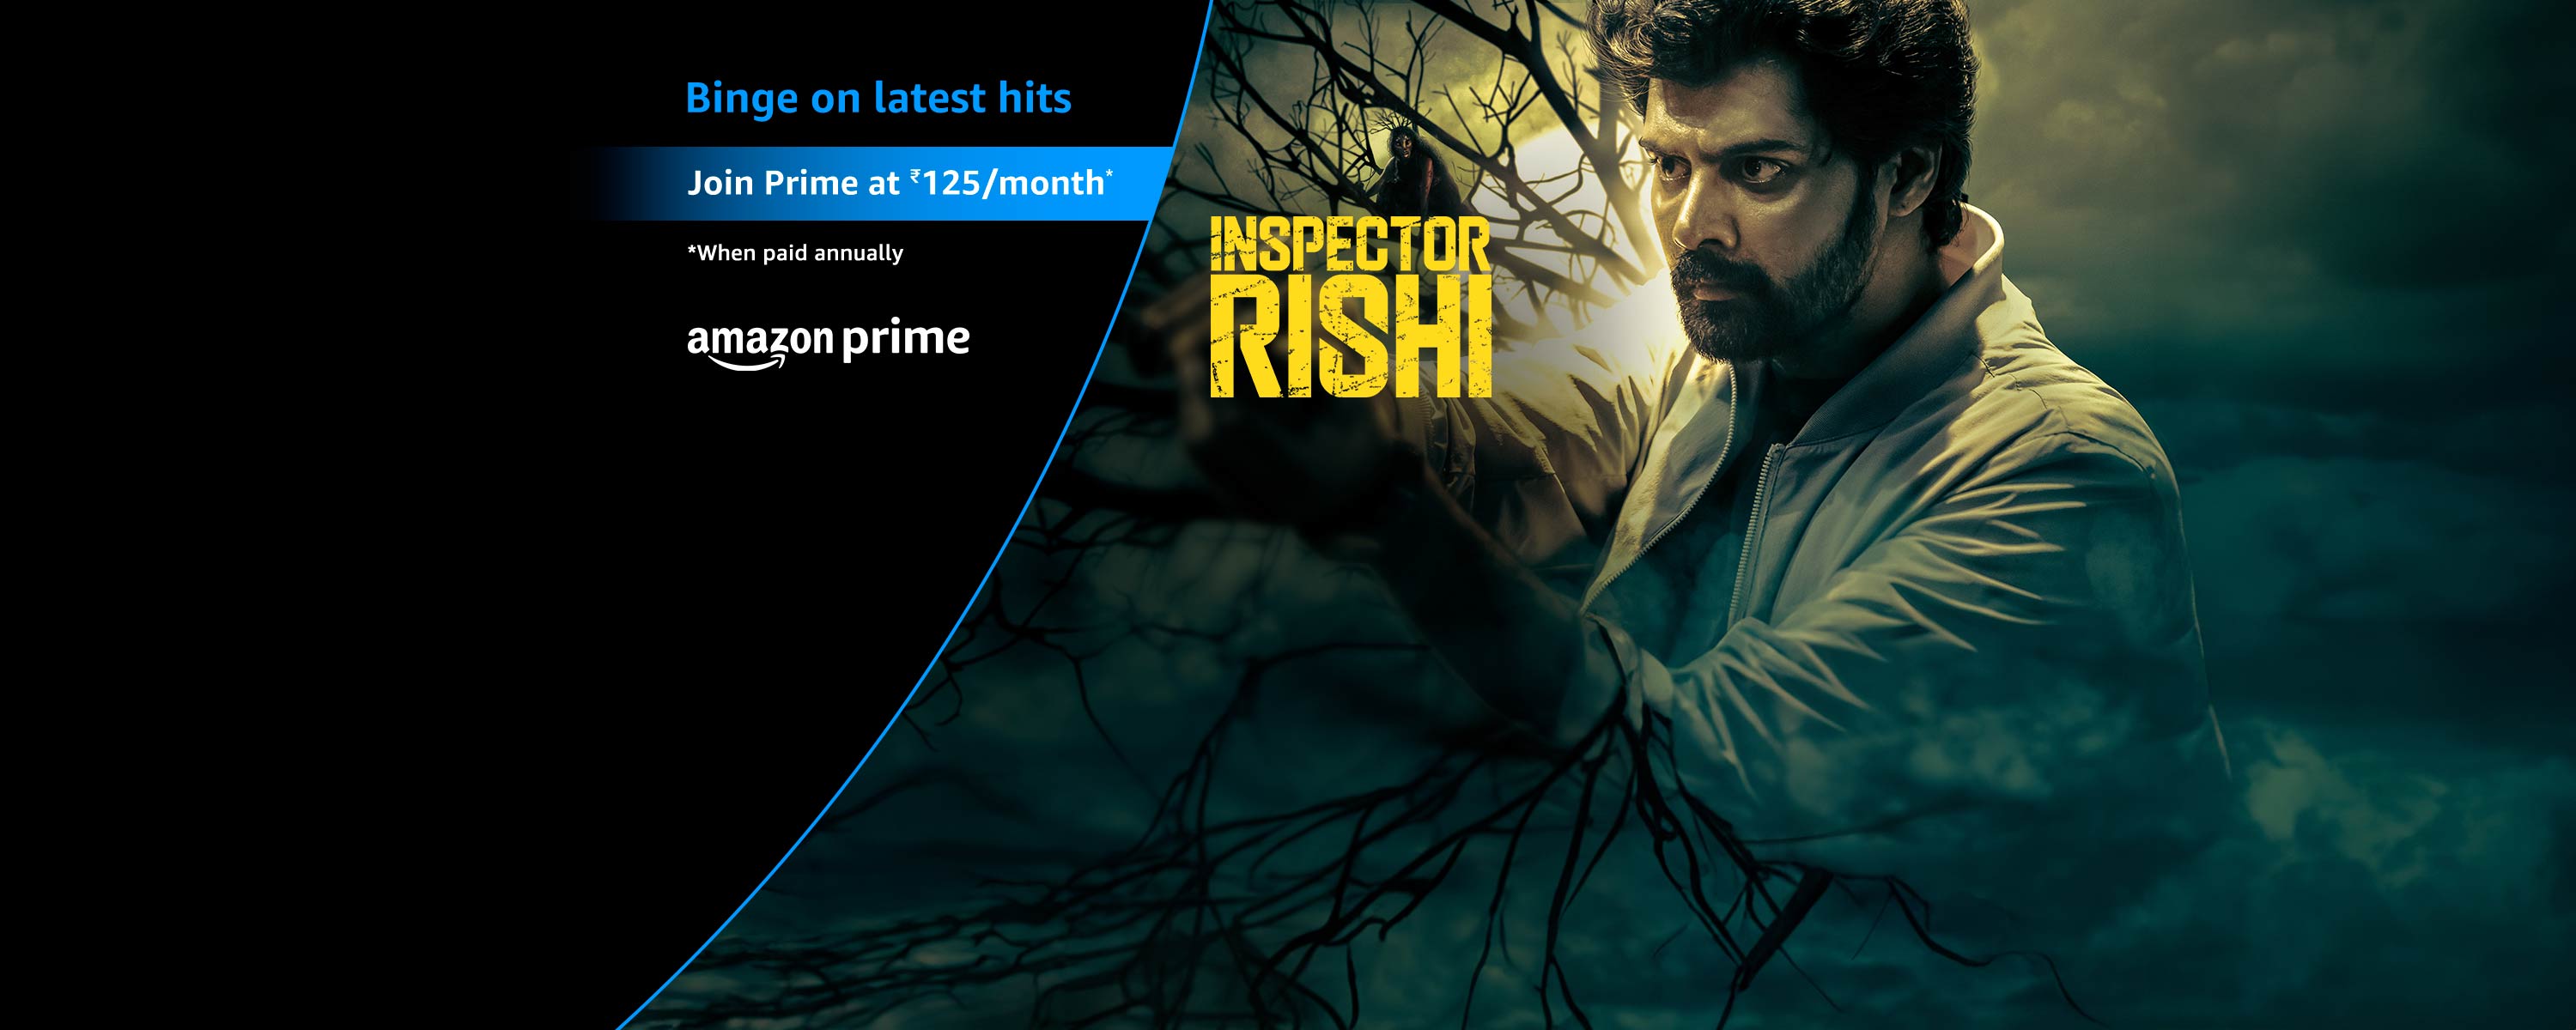 Binge on latest hits
Join Prime at ₹125/month*
*When paid annually
amazon prime
INSPECTOR
RISHI